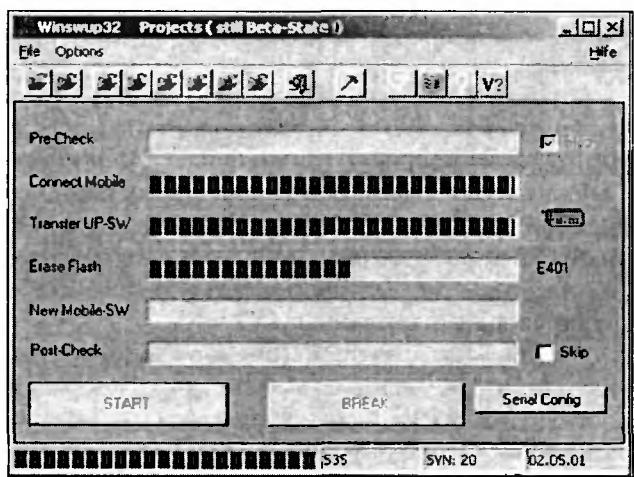 Winswup32 Projects ( still Beta-State !)
File Options Hilfe
V?
Pre-Check Skip
Connect Mobile
Transfer UP-SW
Erase Flash E401
New Mobile-SW
Post-Check Skip
START BREAK Serial Config
S35 SYN: 20 02.05.01